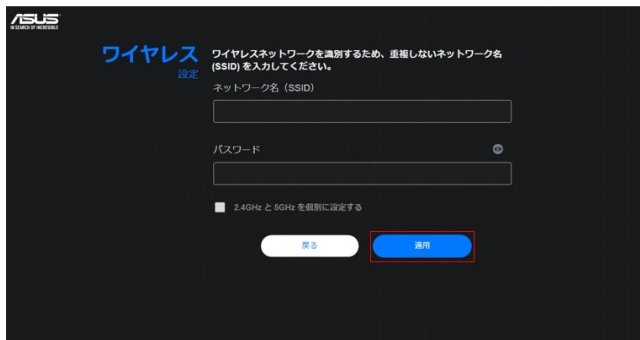 ASUS
IN SEARCH OF INCREDIBLE
ワイヤレス
設定
ワイヤレスネットワークを識別するため、重複しないネットワーク名
(SSID) を入力してください。
ネットワーク名（SSID）
パスワード
2.4GHz と 5GHz を個別に設定する
戻る
適用